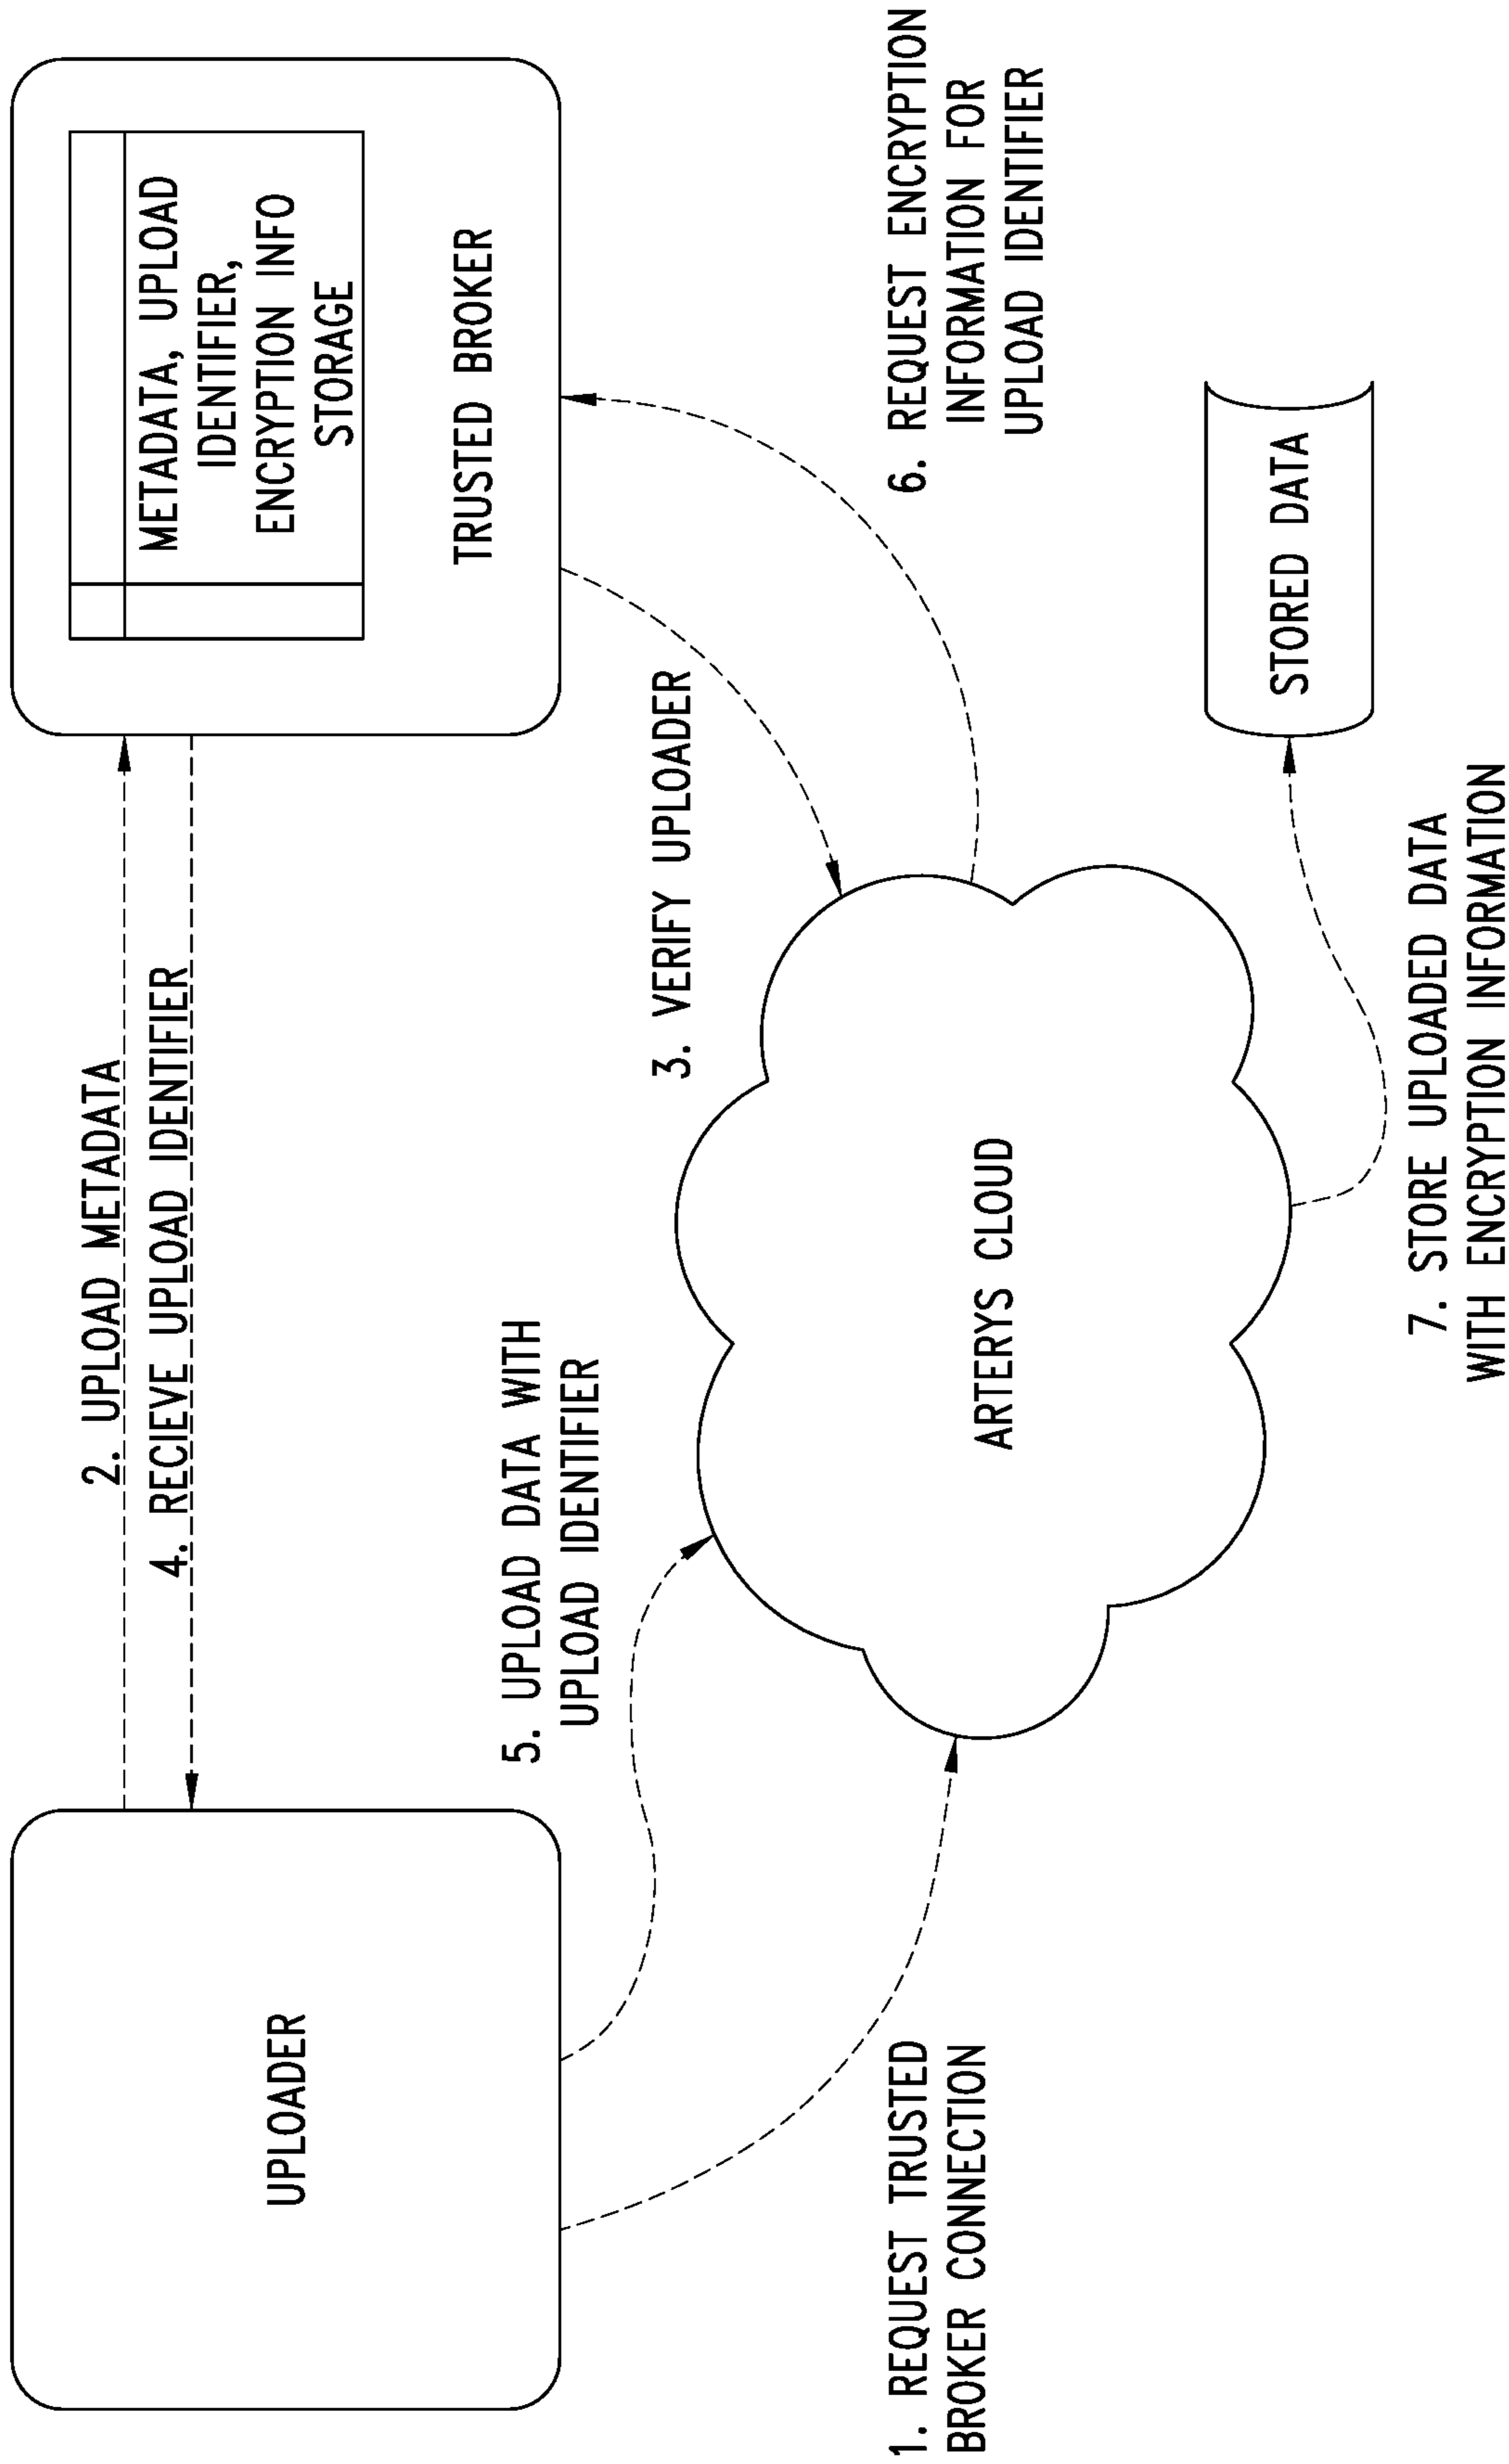 UPLOADER
2. UPLOAD METADATA
4. RECIEVE UPLOAD IDENTIFIER
METADATA, UPLOAD
IDENTIFIER,
ENCRYPTION INFO
STORAGE
TRUSTED BROKER
5. UPLOAD DATA WITH
UPLOAD IDENTIFIER
3. VERIFY UPLOADER
1. REQUEST TRUSTED
BROKER CONNECTION
ARTERYS CLOUD
6. REQUEST ENCRYPTION
INFORMATION FOR
UPLOAD IDENTIFIER
STORED DATA
7. STORE UPLOADED DATA
WITH ENCRYPTION INFORMATION